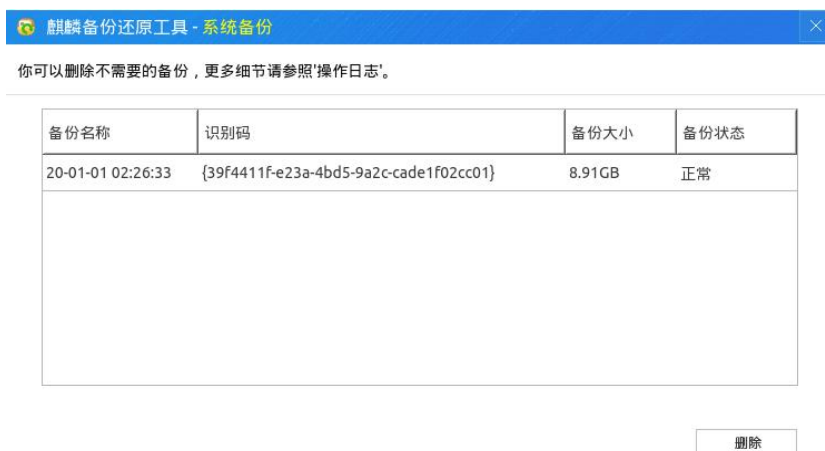 麒麟备份还原工具 - 系统备份
你可以删除不需要的备份，更多细节请参照'操作日志'。
备份名称 识别码 备份大小 备份状态
20-01-01 02:26:33 {39f4411f-e23a-4bd5-9a2c-cade1f02cc01} 8.91GB 正常
删除